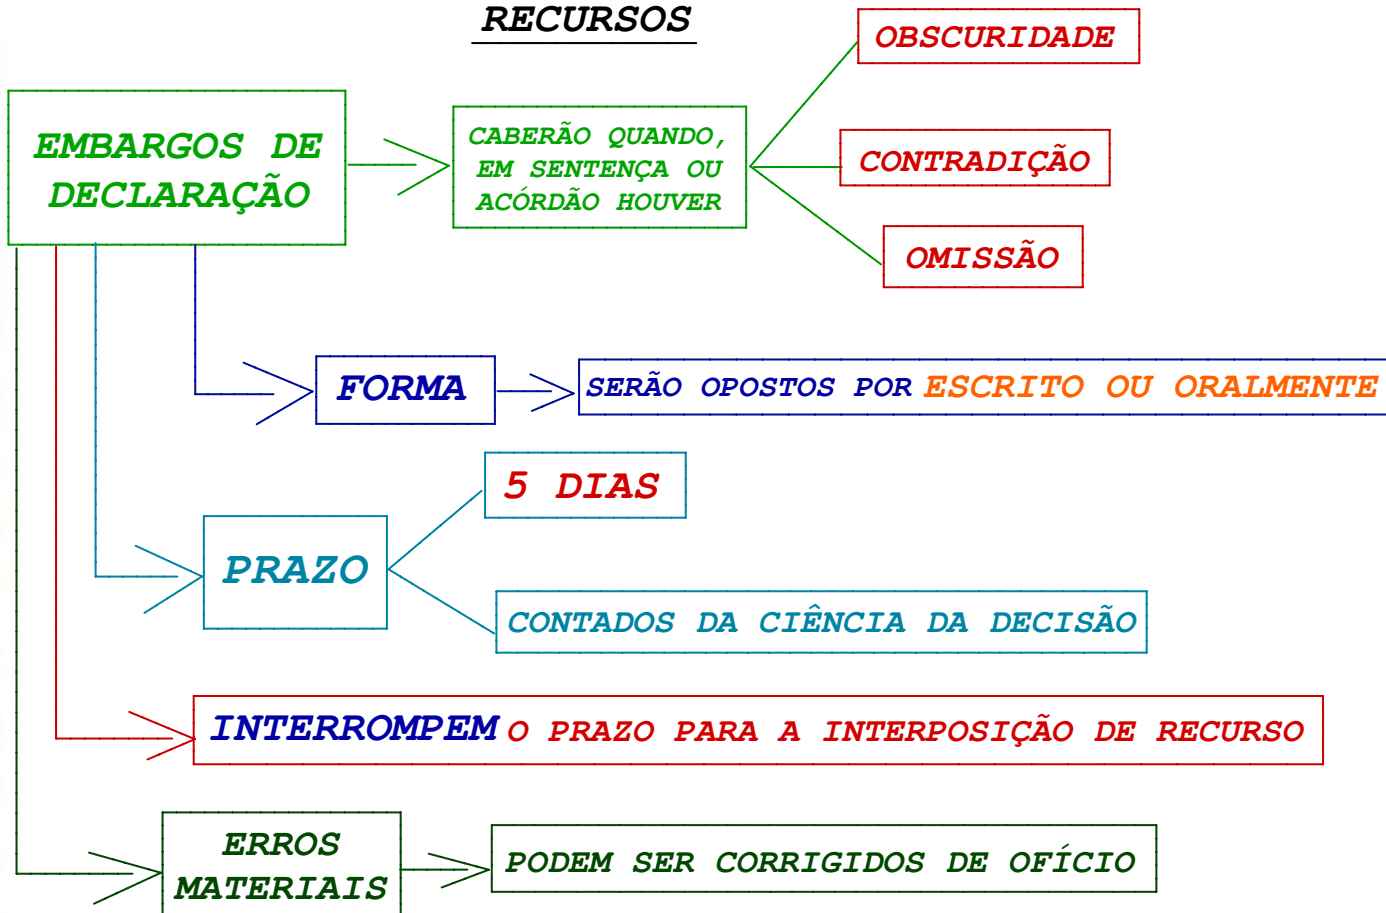 RECURSOS
OBSCURIDADE
EMBARGOS DE
DECLARAÇÃO
CABERÃO QUANDO,
EM SENTENÇA OU
ACÓRDÃO HOUVER
CONTRADIÇÃO
OMISSÃO
FORMA
SERÃO OPOSTOS POR ESCRITO OU ORALMENTE
PRAZO
5 DIAS
CONTADOS DA CIÊNCIA DA DECISÃO
INTERROMPEM O PRAZO PARA A INTERPOSIÇÃO DE RECURSO
ERROS
MATERIAIS
PODEM SER CORRIGIDOS DE OFÍCIO